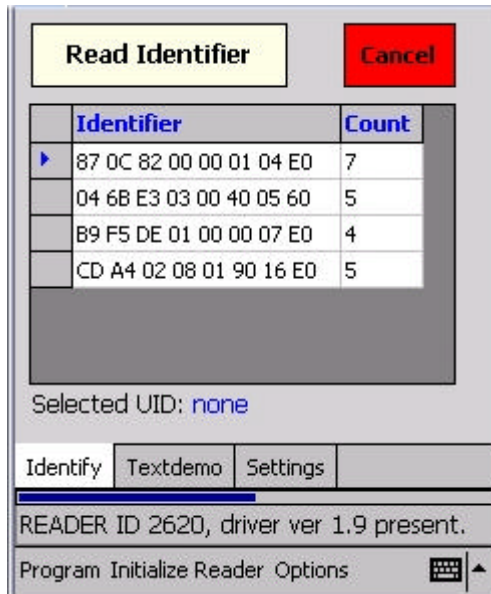 Read Identifier Cancel
Identifier Count
87 0C 82 00 00 01 04 E0 7
04 6B E3 03 00 40 05 60 5
B9 F5 DE 01 00 00 07 E0 4
CD A4 02 08 01 90 16 E0 5
Selected UID: none
Identify Textdemo Settings
READER ID 2620, driver ver 1.9 present.
Program Initialize Reader Options